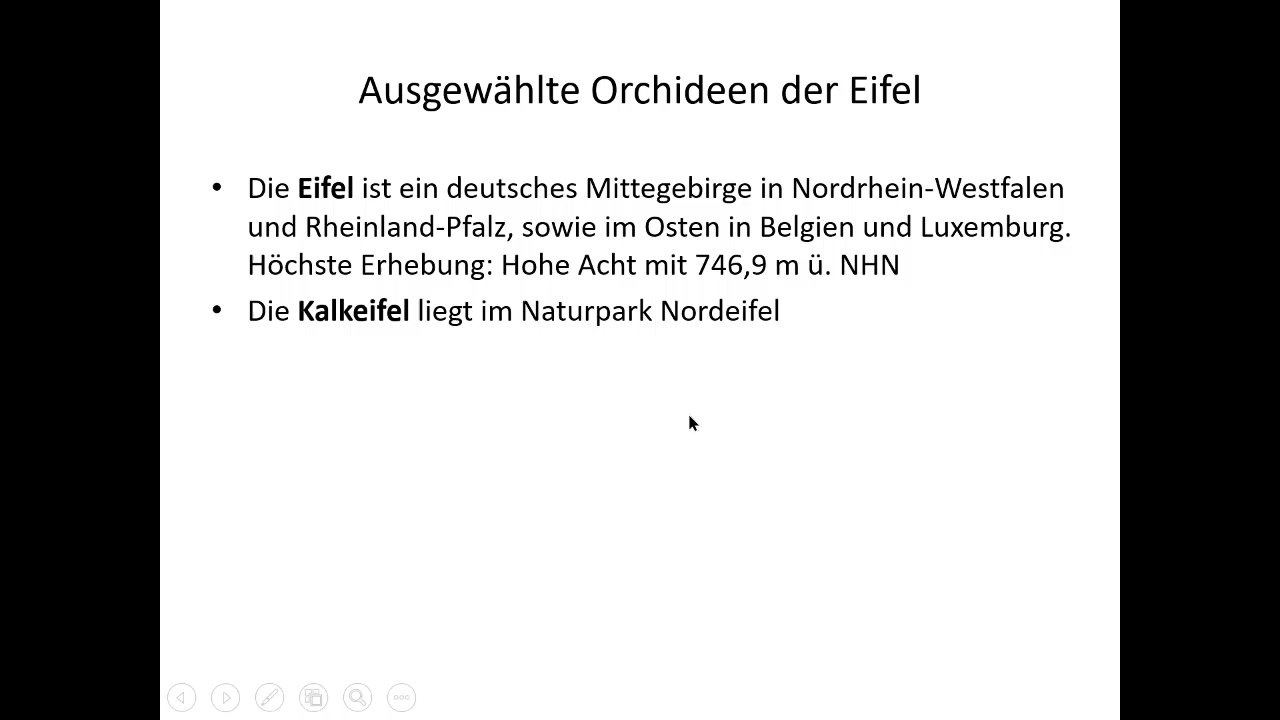 Ausgewählte Orchideen der Eifel
• Die Eifel ist ein deutsches Mittegebirge in Nordrhein-Westfalen
und Rheinland-Pfalz, sowie im Osten in Belgien und Luxemburg.
Höchste Erhebung: Hohe Acht mit 746,9 m ü. NHN
• Die Kalkeifel liegt im Naturpark Nordeifel